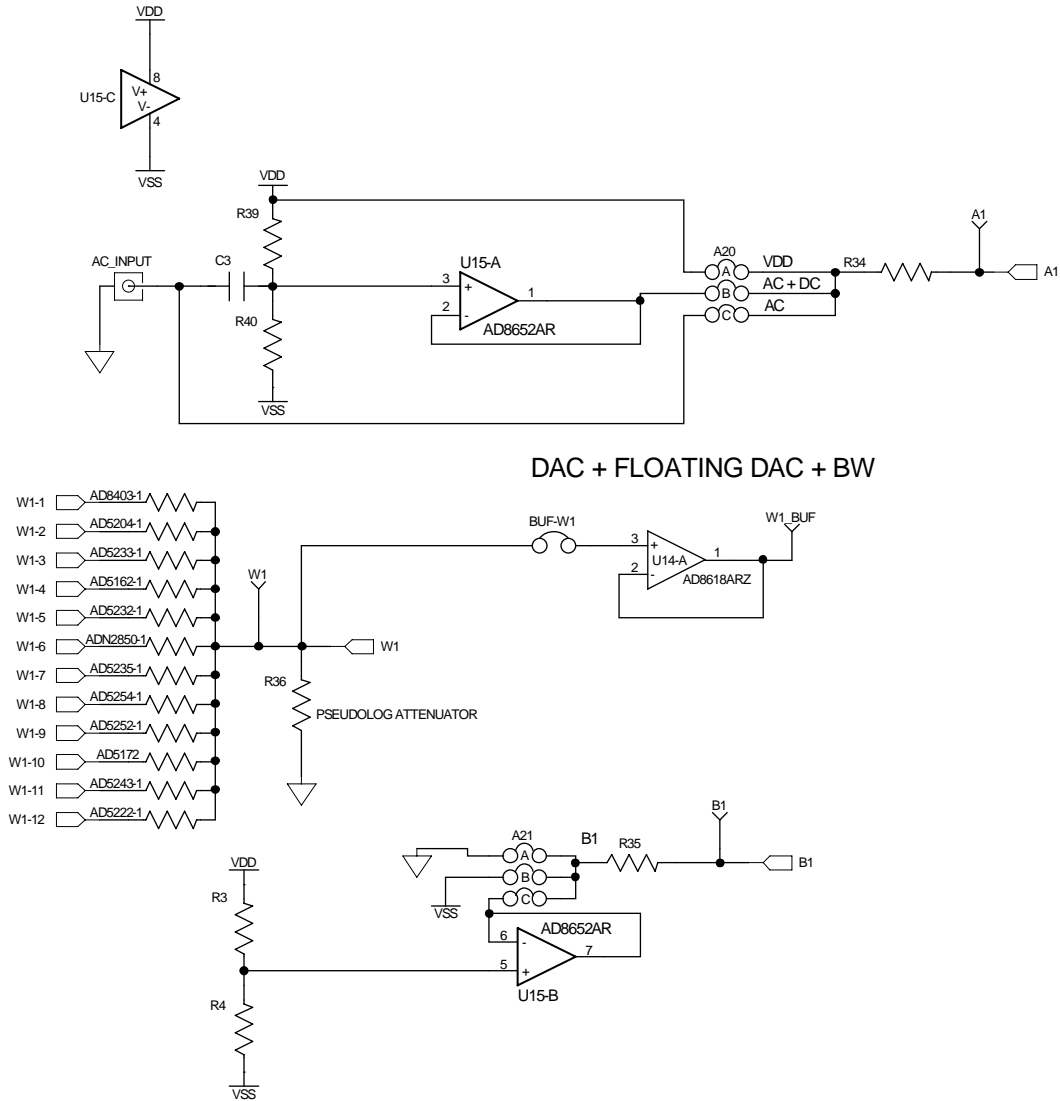 VDD
8
U15-C
V+
V-
4
VSS
VDD
R39
A1
A20
VDD
R34
AC_INPUT
C3
U15-A
A
A1
3
+
1
AC + DC
B
2
-
AC
C
R40
AD8652AR
VSS
DAC + FLOATING DAC + BW
W1-1 AD8403-1
W1-2 AD5204-1
W1-3 AD5233-1
W1-4 AD5162-1
W1-5 AD5232-1
W1-6 ADN2850-1
W1-7 AD5235-1
W1-8 AD5254-1
W1-9 AD5252-1
W1-10 AD5172
W1-11 AD5243-1
W1-12 AD5222-1
W1
W1
R36
PSEUDOLOG ATTENUATOR
BUF-W1
W1_BUF
3
+
U14-A
1
2
-
AD8618ARZ
A21
B1
R35
B1
A
B1
B
VSS
C
VDD
R3
AD8652AR
6
-
7
5
+
U15-B
R4
VSS